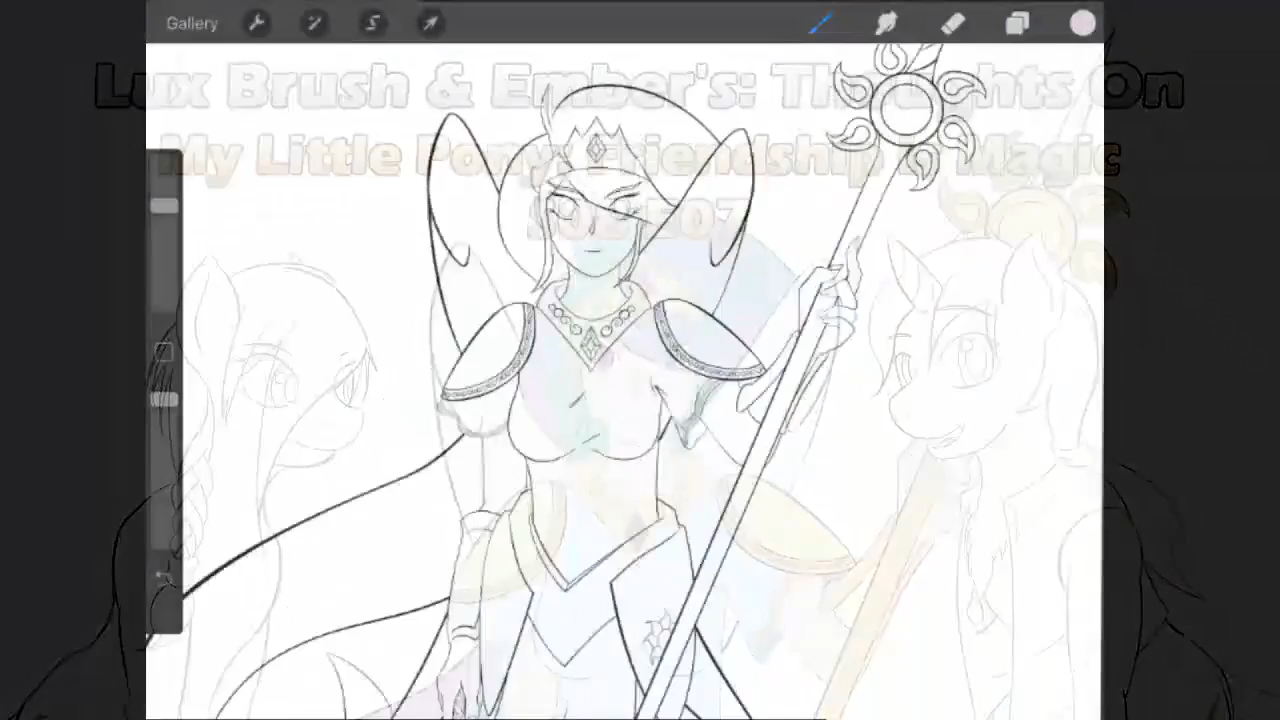 Gallery
Lux Brush & Ember's: Thoughts On
My Little Pony: Friendship Is Magic